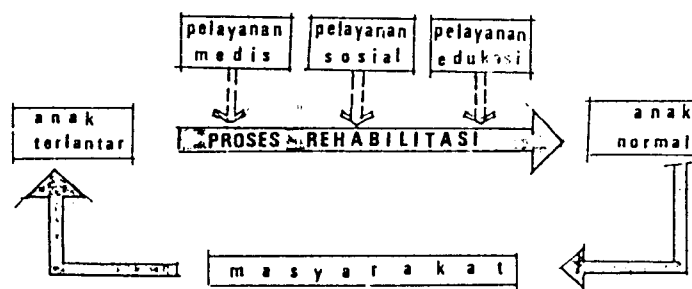 pelayanan
medis
pelayanan
sosial
pelayanan
edukasi
anak
terlantar
PROSES REHABILITASI
anak
normal
masyarakat